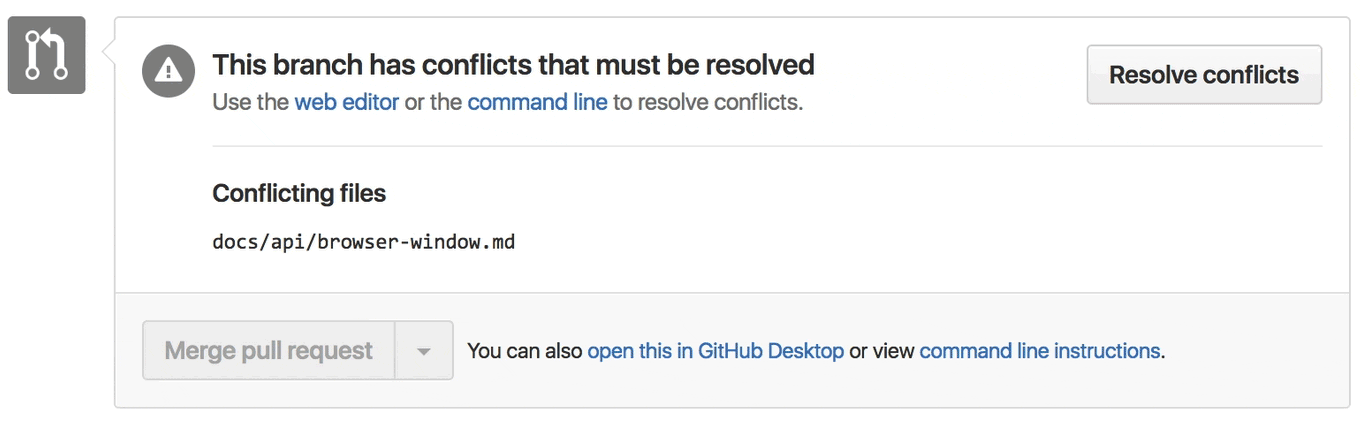 This branch has conflicts that must be resolved
Resolve conflicts
Use the web editor or the command line to resolve conflicts.
Conflicting files
docs/api/browser-window.md
Merge pull request
You can also open this in GitHub Desktop or view command line instructions.